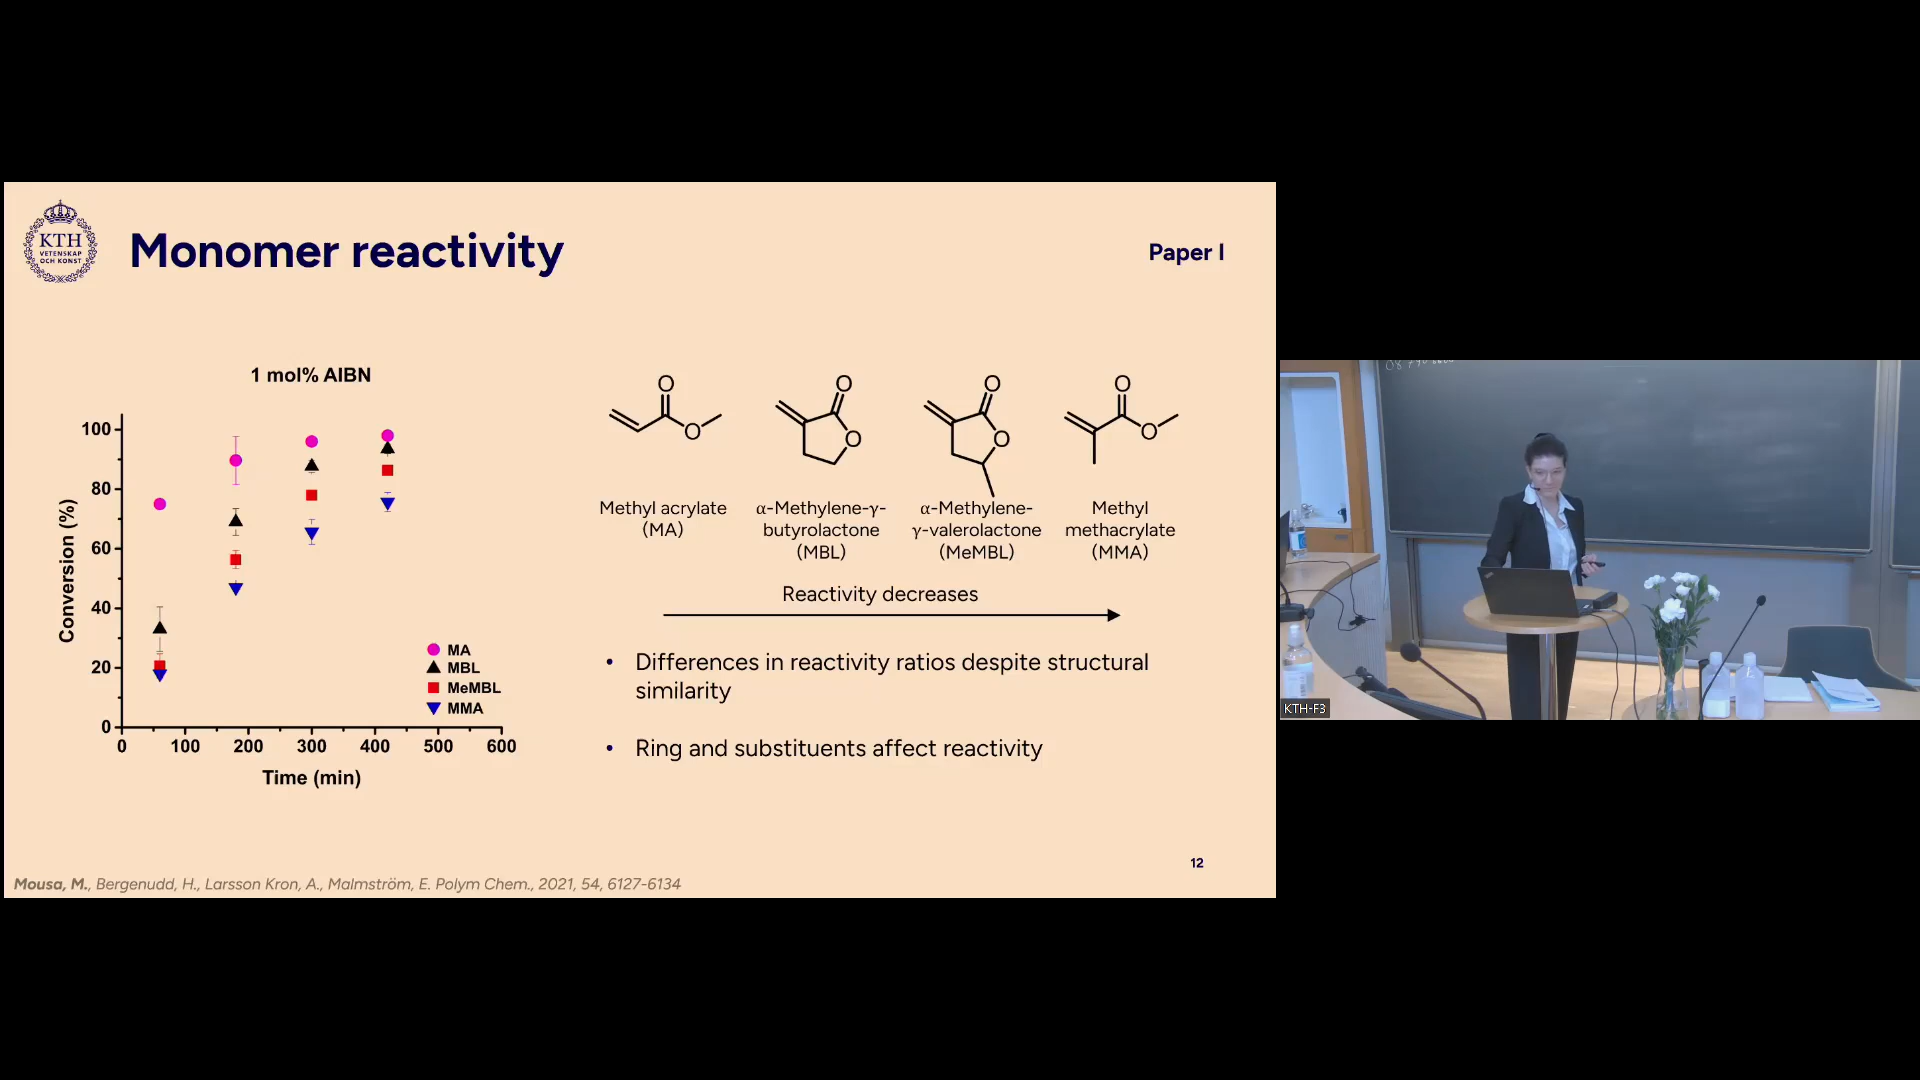 KTH
VETENSKAP
OCH KONST
Monomer reactivity
Paper I
1 mol% AIBN
Conversion (%)
100
80
60
40
20
0
0 100 200 300 400 500 600
Time (min)
MA
MBL
MeMBL
MMA
O
O
O
O
O
O
O
O
Methyl acrylate
(MA)
α-Methylene-γ-
butyrolactone
(MBL)
α-Methylene-
γ-valerolactone
(MeMBL)
Methyl
methacrylate
(MMA)
Reactivity decreases
• Differences in reactivity ratios despite structural
similarity
• Ring and substituents affect reactivity
12
Mousa, M., Bergenudd, H., Larsson Kron, A., Malmström, E. Polym Chem., 2021, 54, 6127-6134
KTH-F3